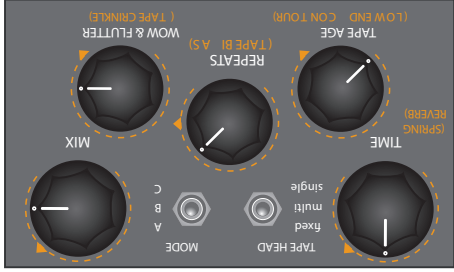 TAPE HEAD
MODE
fixed
multi
single
A
B
C
TIME
(SPRING
REVERB)
MIX
TAPE AGE
(LOW END CONTOUR)
REPEATS
(TAPE BIAS)
WOW & FLUTTER
(TAPE CRINKLE)